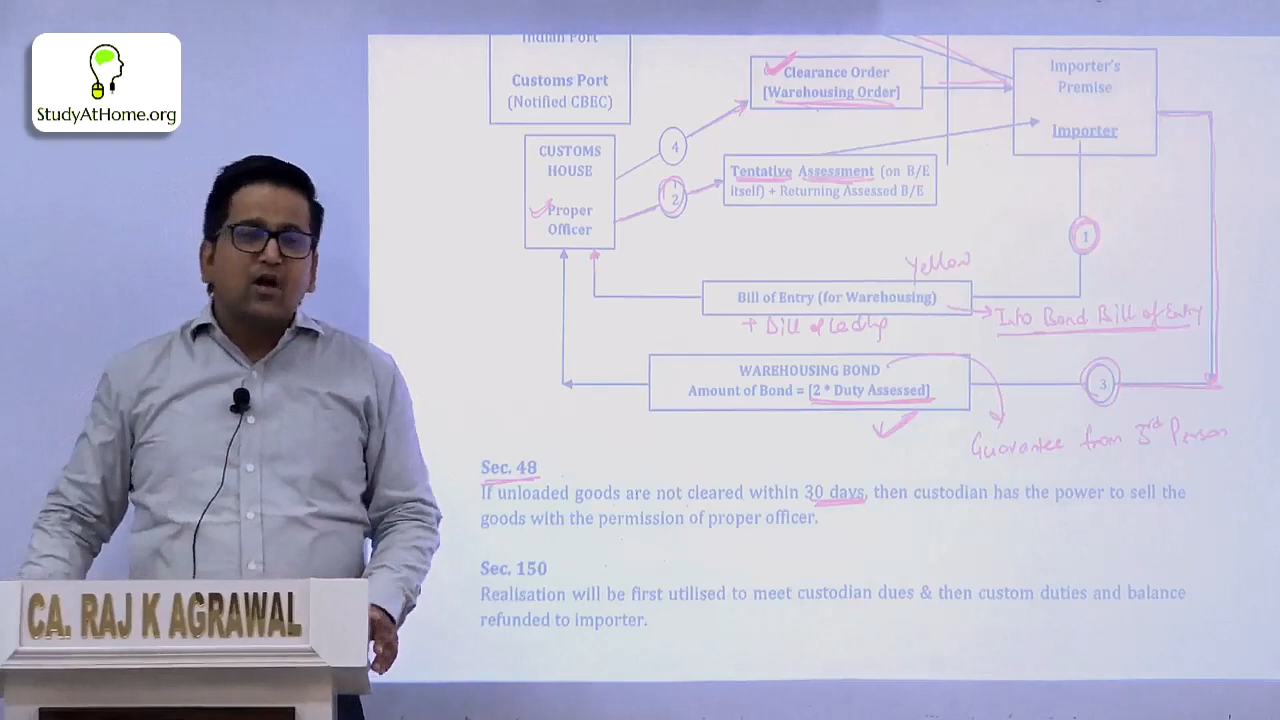 StudyAtHome.org
Indian Port
Customs Port
(Notified CBEC)
Clearance Order
[Warehousing Order]
Importer's
Premise
Importer
CUSTOMS
HOUSE
Proper
Officer
4
2
Tentative Assessment (on B/E
itself) + Returning Assessed B/E
1
Yellow
Bill of Entry (for Warehousing)
+ Bill of Lading
Into Bond Bill of Entry
WAREHOUSING BOND
Amount of Bond = [2 * Duty Assessed]
3
Guarantee from 3rd Person
Sec. 48
If unloaded goods are not cleared within 30 days, then custodian has the power to sell the
goods with the permission of proper officer.
Sec. 150
Realisation will be first utilised to meet custodian dues & then custom duties and balance
refunded to importer.
CA. RAJ K AGRAWAL